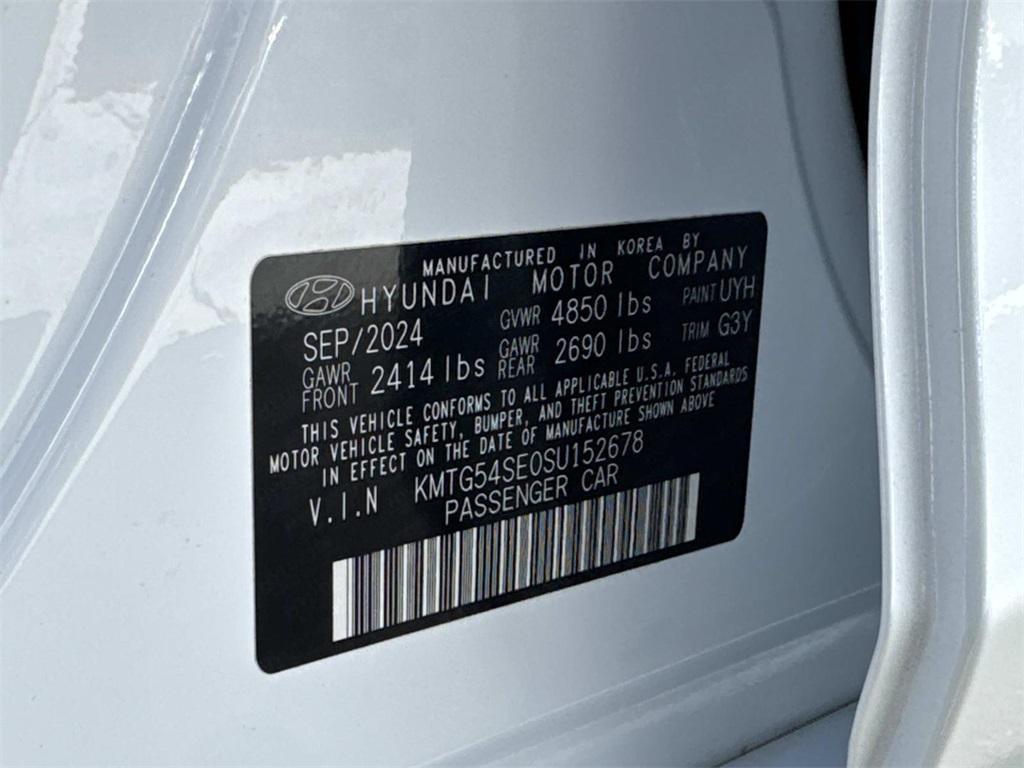 MANUFACTURED IN KOREA BY
HYUNDAI MOTOR COMPANY
SEP/2024 GVWR 4850 lbs PAINT UYH
GAWR FRONT 2414 lbs GAWR REAR 2690 lbs TRIM G3Y
THIS VEHICLE CONFORMS TO ALL APPLICABLE U.S.A. FEDERAL
MOTOR VEHICLE SAFETY, BUMPER, AND THEFT PREVENTION STANDARDS
IN EFFECT ON THE DATE OF MANUFACTURE SHOWN ABOVE
V.I.N KMTG54SE0SU152678
PASSENGER CAR